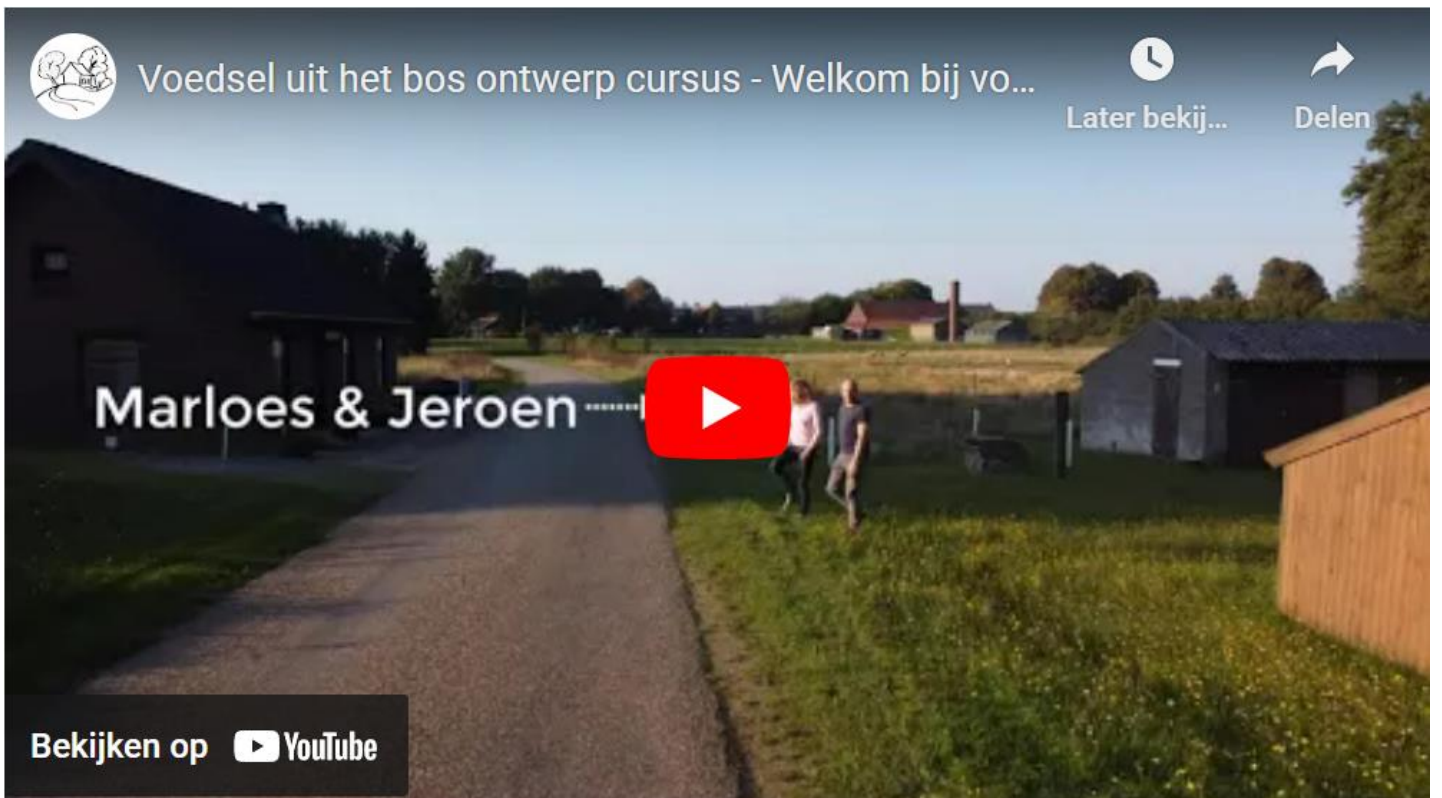 Voedsel uit het bos ontwerp cursus - Welkom bij vo...
Later bekij...
Delen
Marloes & Jeroen
Bekijken op YouTube